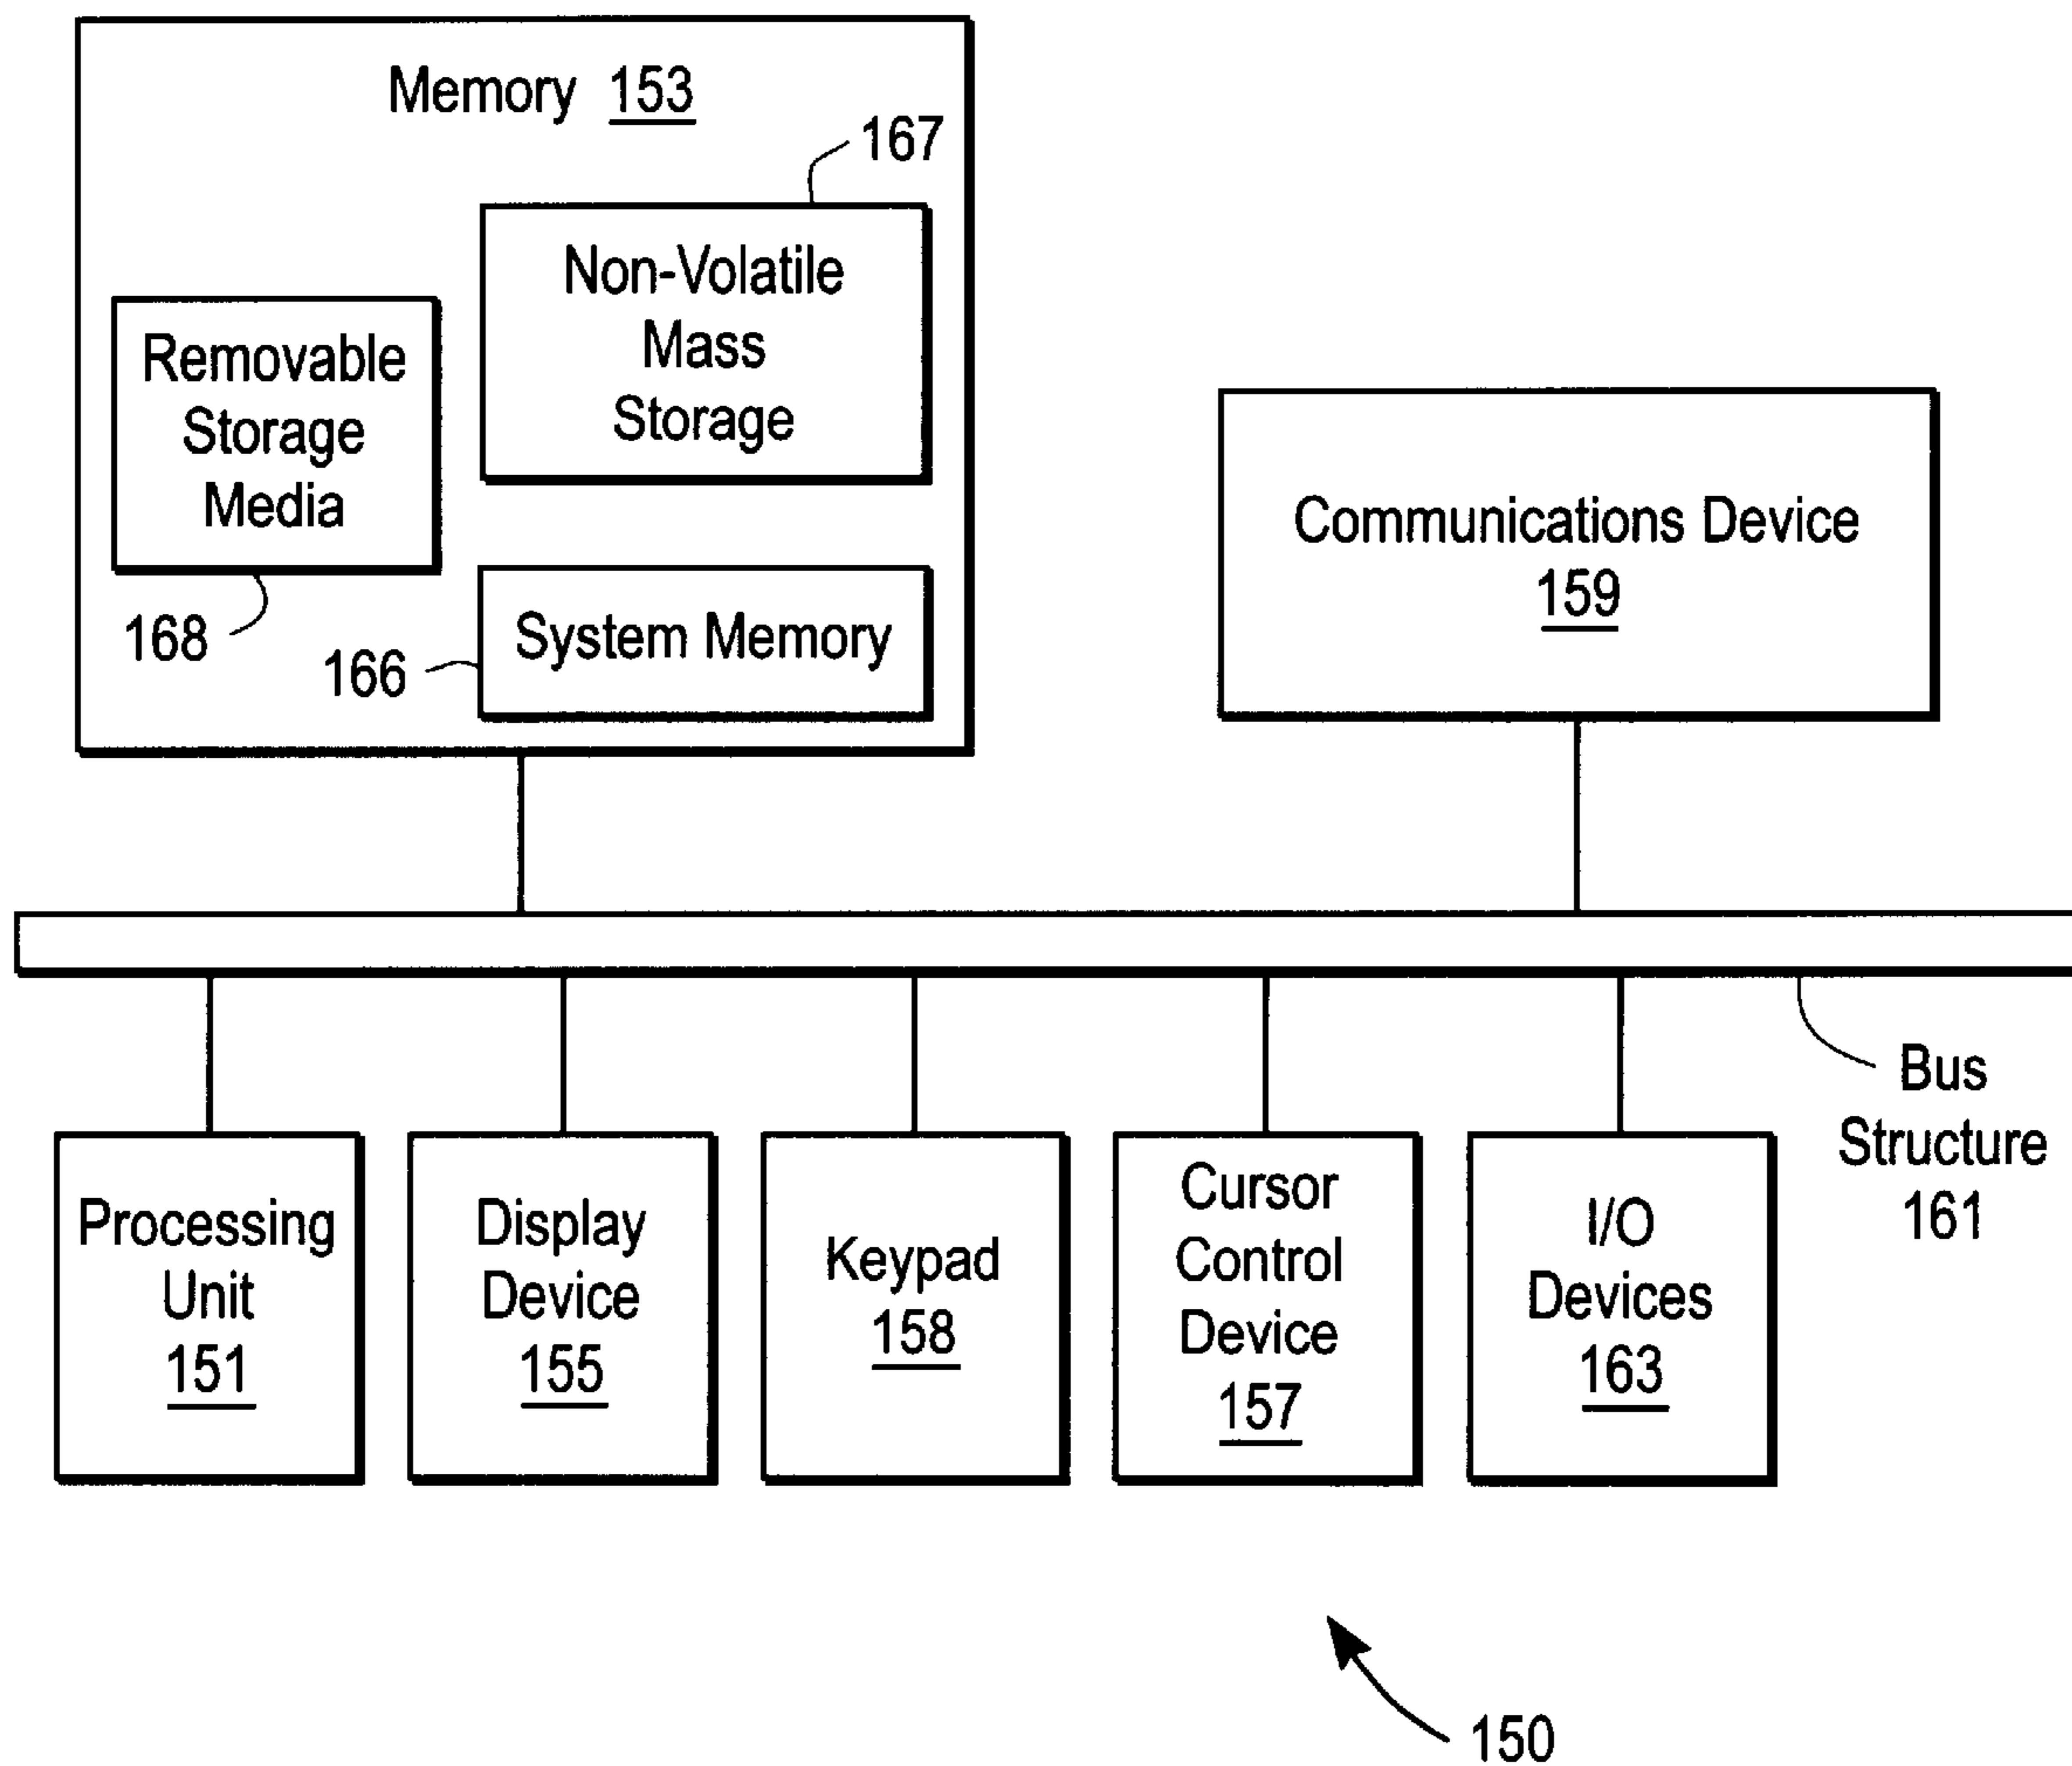 Memory 153
167
Non-Volatile
Mass
Storage
Removable
Storage
Media
168
System Memory
166
Communications Device
159
Bus
Structure
161
Processing
Unit
151
Display
Device
155
Keypad
158
Cursor
Control
Device
157
I/O
Devices
163
150